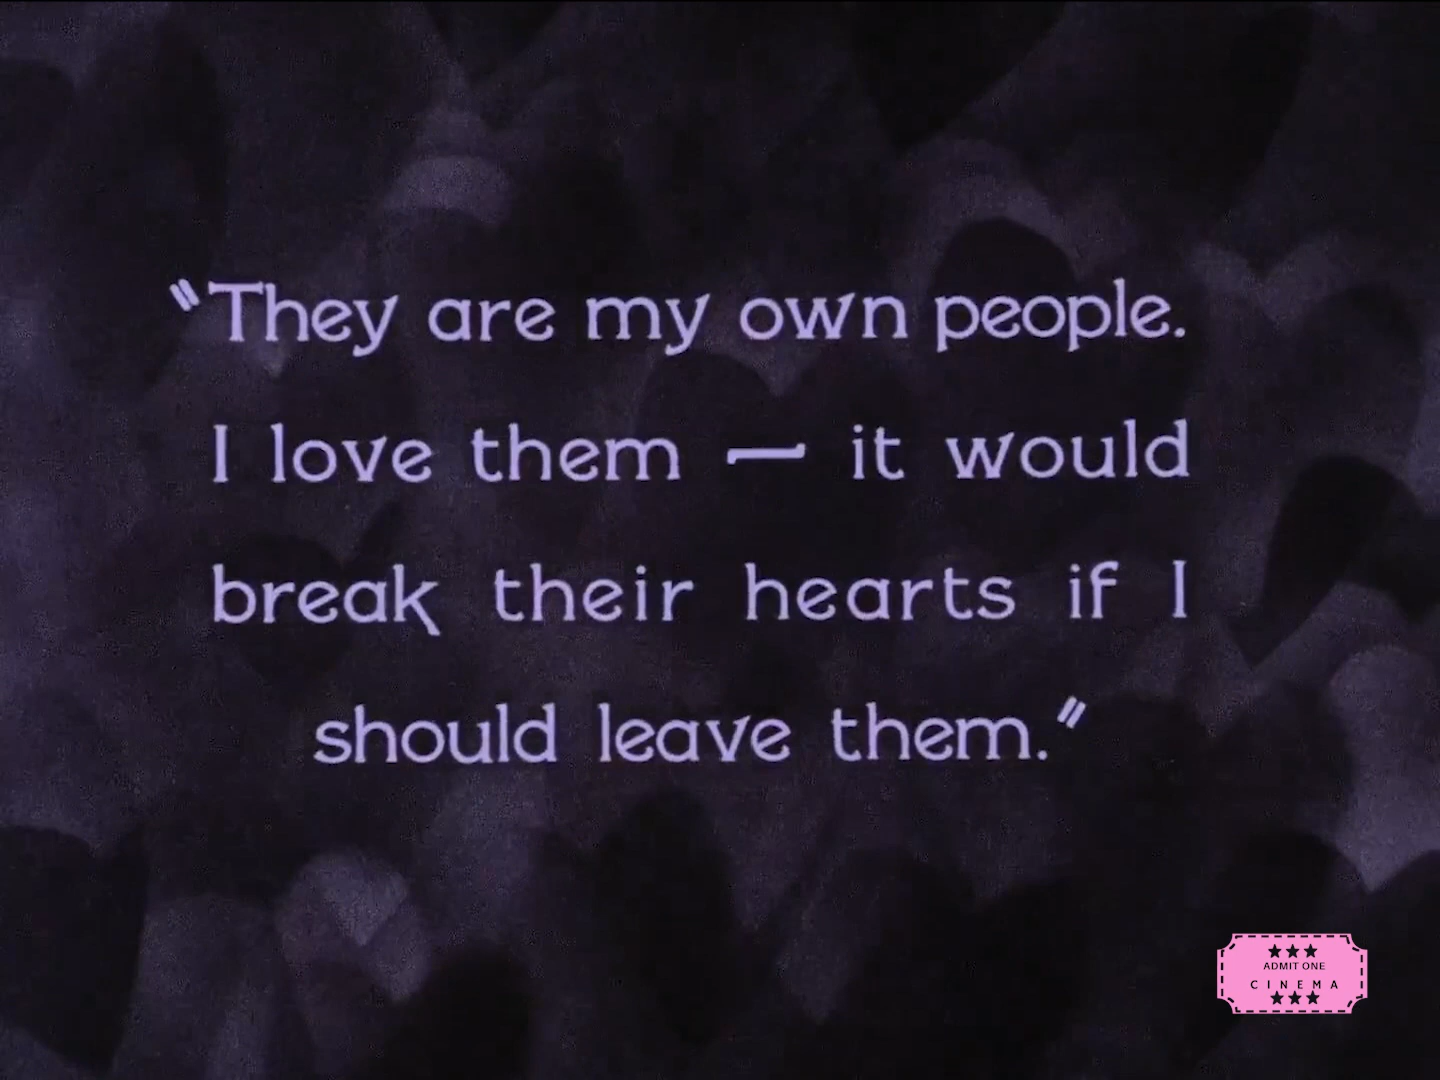 "They are my own people.
I love them — it would
break their hearts if I
should leave them."
ADMIT ONE
CINEMA